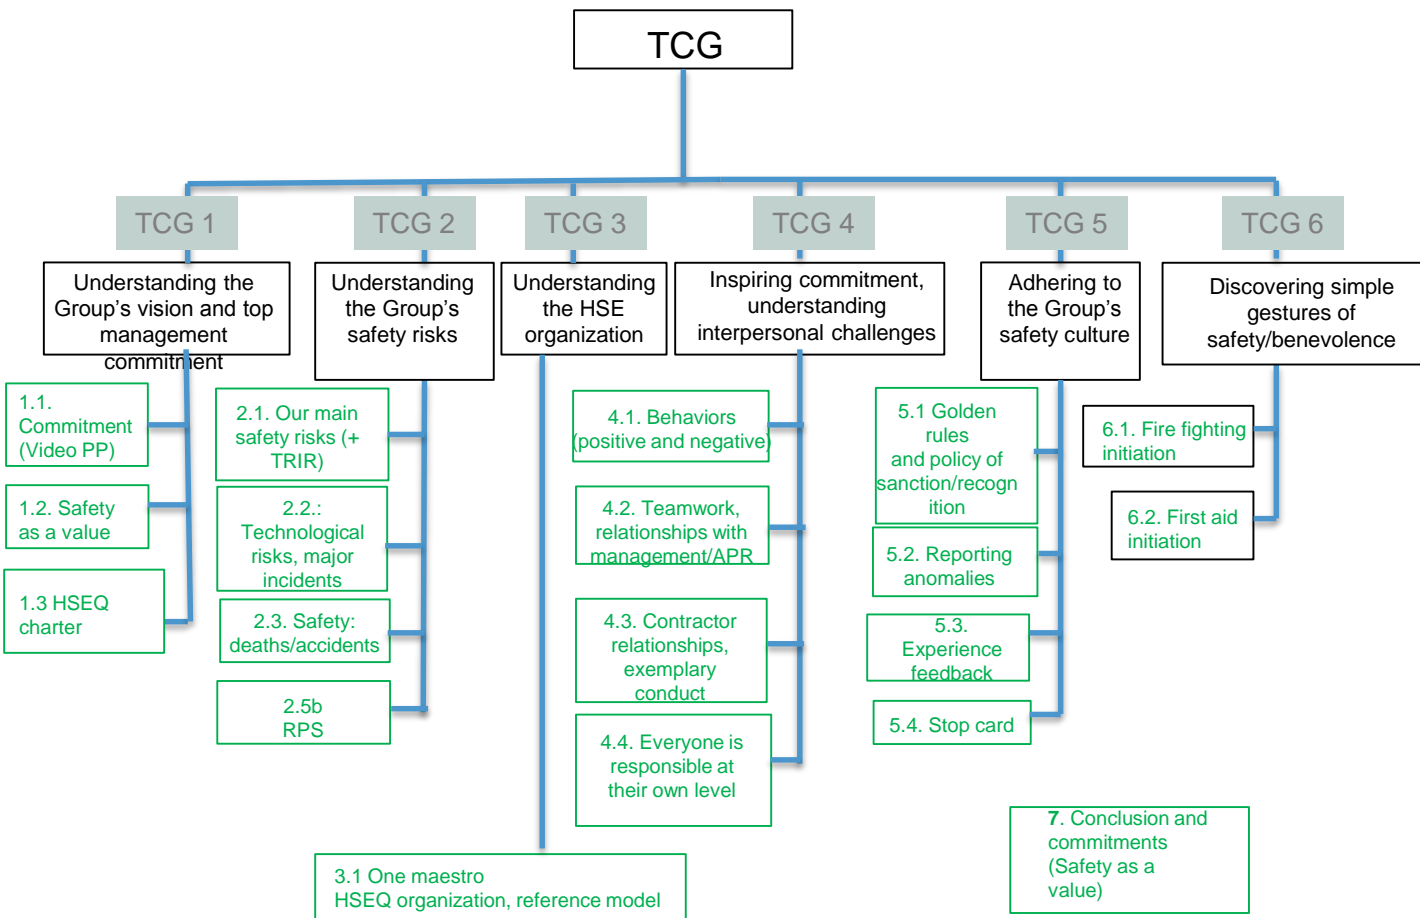 TCG
TCG 1
TCG 2
TCG 3
TCG 4
TCG 5
TCG 6
Understanding the
Group's vision and top
management
commitment
Understanding
the Group's
safety risks
Understanding
the HSE
organization
Inspiring commitment,
understanding
interpersonal challenges
Adhering to
the Group's
safety culture
Discovering simple
gestures of
safety/benevolence
1.1.
Commitment
(Video PP)
1.2. Safety
as a value
1.3 HSEQ
charter
2.1. Our main
safety risks (+
TRIR)
2.2.:
Technological
risks, major
incidents
2.3. Safety:
deaths/accidents
2.5b
RPS
3.1 One maestro
HSEQ organization, reference model
4.1. Behaviors
(positive and negative)
4.2. Teamwork,
relationships with
management/APR
4.3. Contractor
relationships,
exemplary
conduct
4.4. Everyone is
responsible at
their own level
5.1 Golden
rules
and policy of
sanction/recogn
ition
5.2. Reporting
anomalies
5.3.
Experience
feedback
5.4. Stop card
6.1. Fire fighting
initiation
6.2. First aid
initiation
7. Conclusion and
commitments
(Safety as a
value)